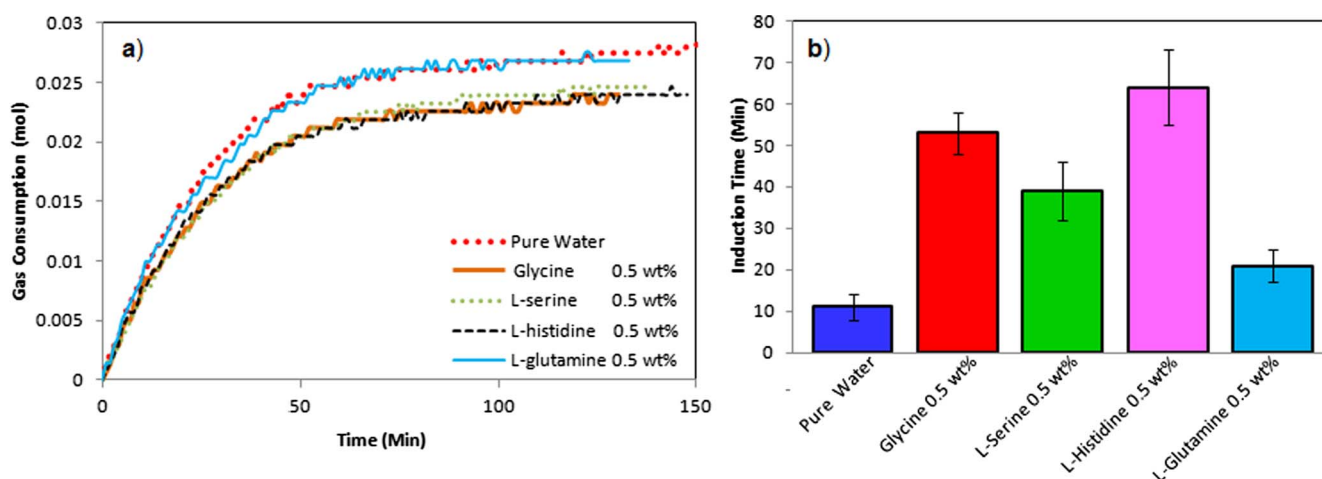 a)
Gas Consumption (mol)
0.03
0.025
0.02
0.015
0.01
0.005
0
0 50 100 150
Time (Min)
Pure Water
Glycine 0.5 wt%
L-serine 0.5 wt%
L-histidine 0.5 wt%
L-glutamine 0.5 wt%
b)
Induction Time (Min)
80
70
60
50
40
30
20
10
0
-
Pure Water
Glycine 0.5 wt%
L-Serine 0.5 wt%
L-Histidine 0.5 wt%
L-Glutamine 0.5 wt%